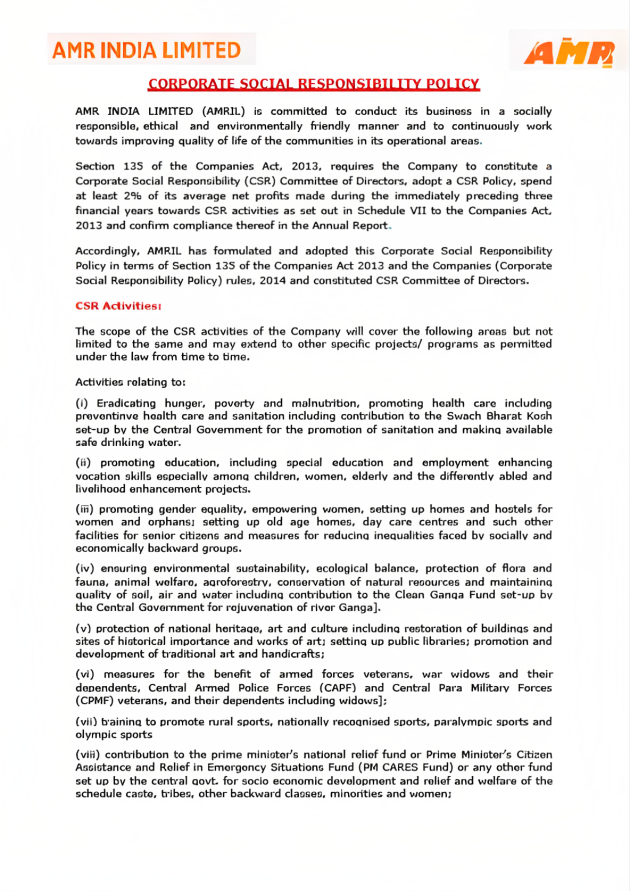 AMR INDIA LIMITED
AMR
CORPORATE SOCIAL RESPONSIBILITY POLICY
AMR INDIA LIMITED (AMRIL) is committed to conduct its business in a socially
responsible, ethical and environmentally friendly manner and to continuously work
towards improving quality of life of the communities in its operational areas.
Section 135 of the Companies Act, 2013, requires the Company to constitute a
Corporate Social Responsibility (CSR) Committee of Directors, adopt a CSR Policy, spend
at least 2% of its average net profits made during the immediately preceding three
financial years towards CSR activities as set out in Schedule VII to the Companies Act,
2013 and confirm compliance thereof in the Annual Report.
Accordingly, AMRIL has formulated and adopted this Corporate Social Responsibility
Policy in terms of Section 135 of the Companies Act 2013 and the Companies (Corporate
Social Responsibility Policy) rules, 2014 and constituted CSR Committee of Directors.
CSR Activities:
The scope of the CSR activities of the Company will cover the following areas but not
limited to the same and may extend to other specific projects/ programs as permitted
under the law from time to time.
Activities relating to:
(i) Eradicating hunger, poverty and malnutrition, promoting health care including
preventinve health care and sanitation including contribution to the Swach Bharat Kosh
set-up by the Central Government for the promotion of sanitation and making available
safe drinking water.
(ii) promoting education, including special education and employment enhancing
vocation skills especially among children, women, elderly and the differently abled and
livelihood enhancement projects.
(iii) promoting gender equality, empowering women, setting up homes and hostels for
women and orphans; setting up old age homes, day care centres and such other
facilities for senior citizens and measures for reducing inequalities faced by socially and
economically backward groups.
(iv) ensuring environmental sustainability, ecological balance, protection of flora and
fauna, animal welfare, agroforestry, conservation of natural resources and maintaining
quality of soil, air and water including contribution to the Clean Ganga Fund set-up by
the Central Government for rejuvenation of river Ganga].
(v) protection of national heritage, art and culture including restoration of buildings and
sites of historical importance and works of art; setting up public libraries; promotion and
development of traditional art and handicrafts;
(vi) measures for the benefit of armed forces veterans, war widows and their
dependents, Central Armed Police Forces (CAPF) and Central Para Military Forces
(CPMF) veterans, and their dependents including widows];
(vii) training to promote rural sports, nationally recognised sports, paralympic sports and
olympic sports
(viii) contribution to the prime minister's national relief fund or Prime Minister's Citizen
Assistance and Relief in Emergency Situations Fund (PM CARES Fund) or any other fund
set up by the central govt. for socio economic development and relief and welfare of the
schedule caste, tribes, other backward classes, minorities and women;